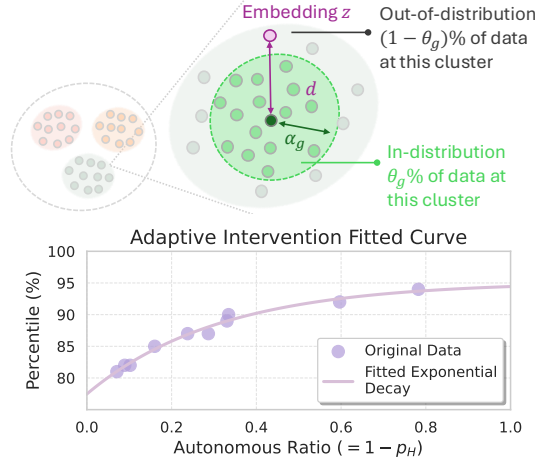 Embedding z
Out-of-distribution
(1 − θg)% of data
at this cluster
d
αg
In-distribution
θg% of data at
this cluster
Adaptive Intervention Fitted Curve
Percentile (%)
100
95
90
85
80
Original Data
Fitted Exponential
Decay
0.0 0.2 0.4 0.6 0.8 1.0
Autonomous Ratio ( = 1 − pH)